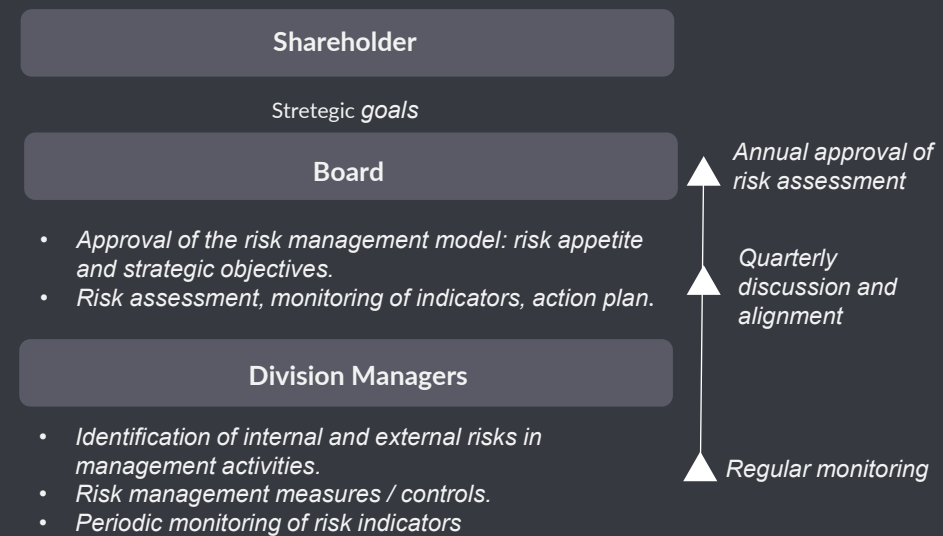 Shareholder
Stretegic goals
Board
Annual approval of
risk assessment
• Approval of the risk management model: risk appetite
and strategic objectives.
• Risk assessment, monitoring of indicators, action plan.
Quarterly
discussion and
alignment
Division Managers
• Identification of internal and external risks in
management activities.
• Risk management measures / controls.
• Periodic monitoring of risk indicators
Regular monitoring